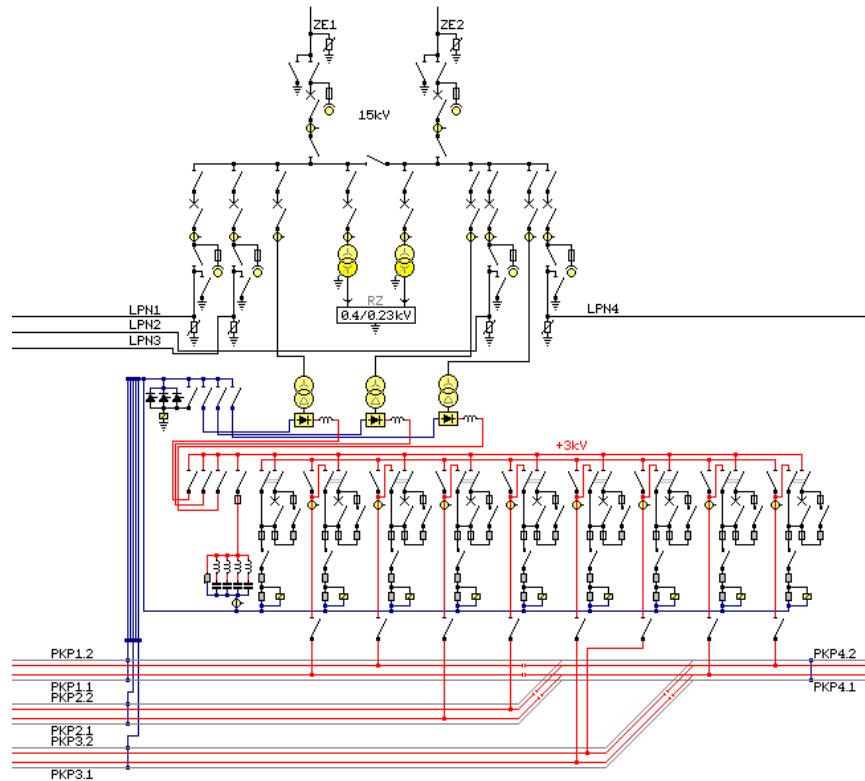 ZE1
ZE2
15kV
LPN1
LPN2
LPN3
LPN4
RZ
0.4/0.23kV
+3kV
PKP1.2
PKP1.1
PKP2.2
PKP2.1
PKP3.2
PKP3.1
PKP4.2
PKP4.1